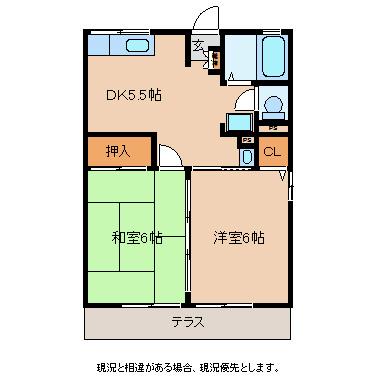 玄
DK5.5帖
PS
押入
PS
CL
和室6帖
洋室6帖
テラス
現況と相違がある場合、現況優先とします。